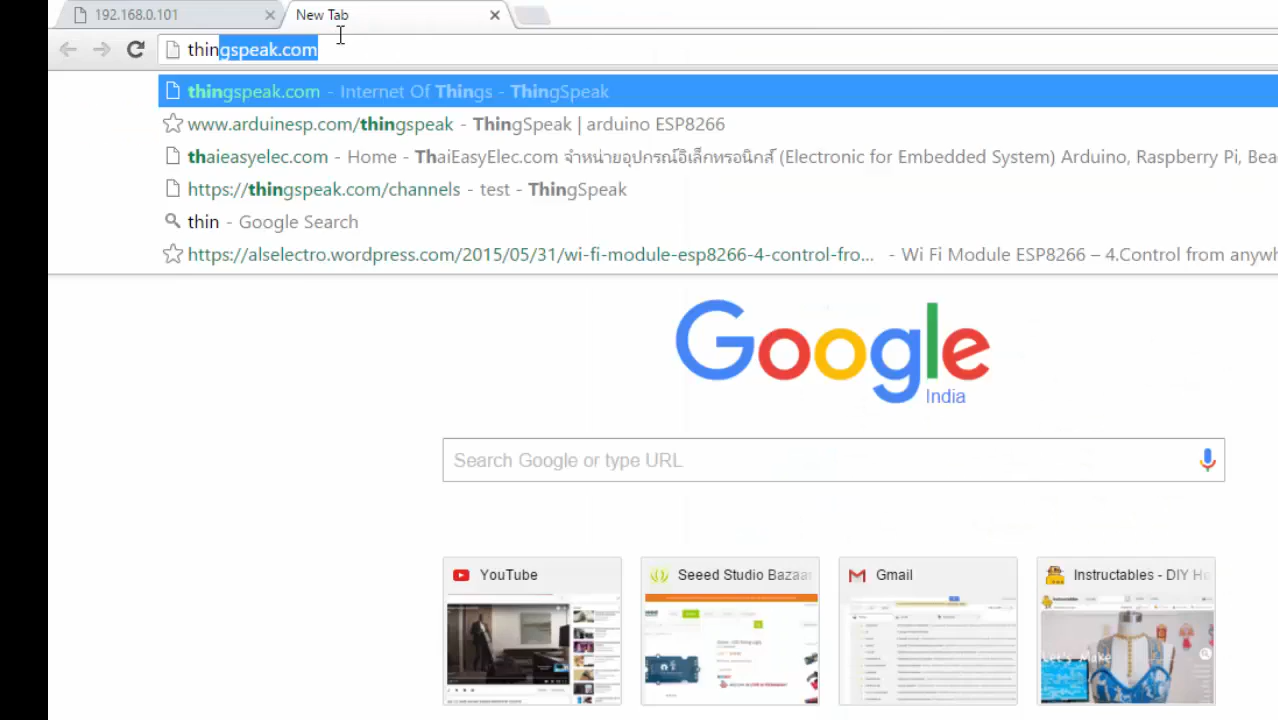 192.168.0.101
New Tab
thingspeak.com
thingspeak.com - Internet Of Things - ThingSpeak
www.arduinesp.com/thingspeak - ThingSpeak | arduino ESP8266
thaieasyelec.com - Home - ThaiEasyElec.com จำหน่ายอุปกรณ์อิเล็กทรอนิกส์ (Electronic for Embedded System) Arduino, Raspberry Pi, Bea
https://thingspeak.com/channels - test - ThingSpeak
thin - Google Search
https://alselectro.wordpress.com/2015/05/31/wi-fi-module-esp8266-4-control-fro... - Wi Fi Module ESP8266 – 4.Control from anyw
Google
India
Search Google or type URL
YouTube
Seeed Studio Bazaar
Gmail
Instructables - DIY Ho
Let's Make